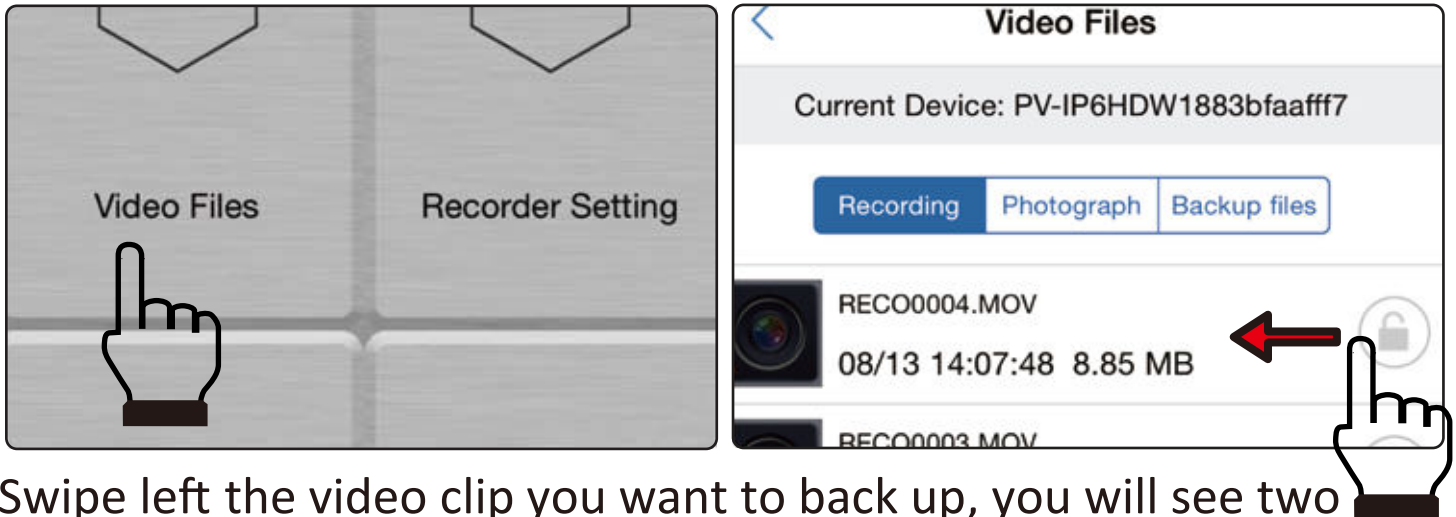 Video Files
Recorder Setting
Video Files
Current Device: PV-IP6HDW1883bfaafff7
Recording
Photograph
Backup files
RECO0004.MOV
08/13 14:07:48 8.85 MB
RECO0003.MOV
Swipe left the video clip you want to back up, you will see two